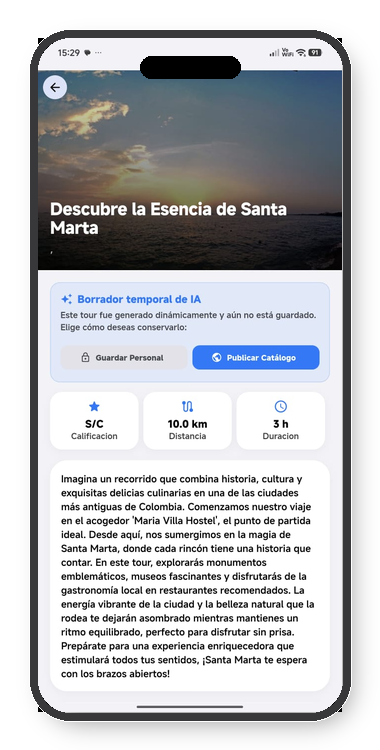 15:29 ...
Vo
WiFi
91
Descubre la Esencia de Santa
Marta
,
Borrador temporal de IA
Este tour fue generado dinámicamente y aún no está guardado.
Elige cómo deseas conservarlo:
Guardar Personal
Publicar Catálogo
S/C
Calificacion
10.0 km
Distancia
3 h
Duracion
Imagina un recorrido que combina historia, cultura y
exquisitas delicias culinarias en una de las ciudades
más antiguas de Colombia. Comenzamos nuestro viaje
en el acogedor 'Maria Villa Hostel', el punto de partida
ideal. Desde aquí, nos sumergimos en la magia de
Santa Marta, donde cada rincón tiene una historia que
contar. En este tour, explorarás monumentos
emblemáticos, museos fascinantes y disfrutarás de la
gastronomía local en restaurantes recomendados. La
energía vibrante de la ciudad y la belleza natural que la
rodea te dejarán asombrado mientras mantienes un
ritmo equilibrado, perfecto para disfrutar sin prisa.
Prepárate para una experiencia enriquecedora que
estimulará todos tus sentidos, ¡Santa Marta te espera
con los brazos abiertos!